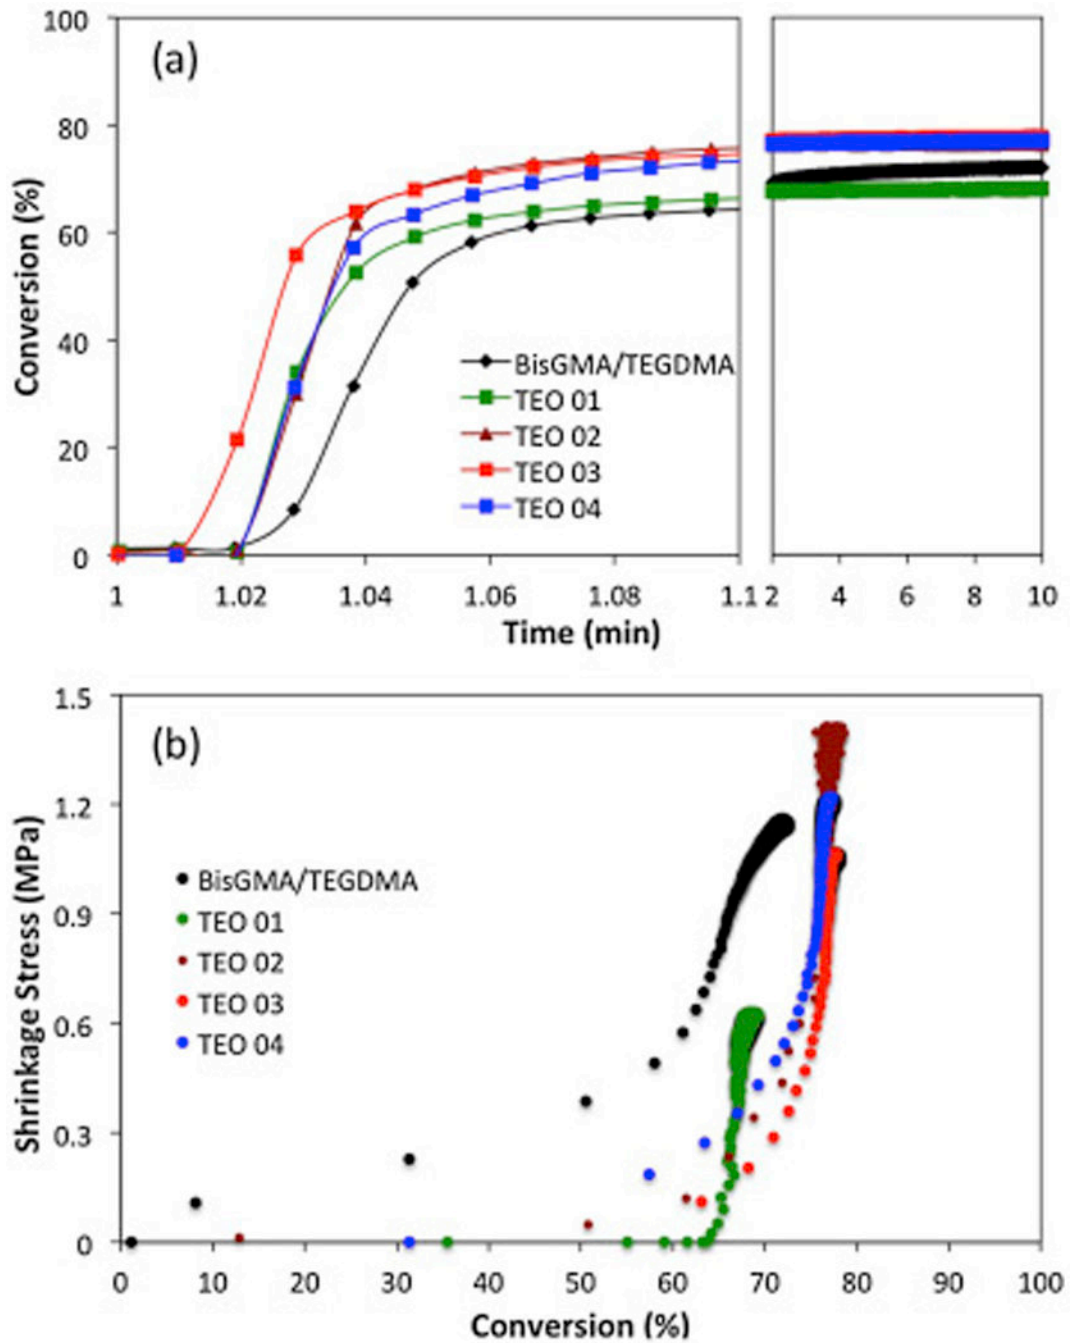 (a)
100
80
60
40
20
0
Conversion (%)
BisGMA/TEGDMA
TEO 01
TEO 02
TEO 03
TEO 04
1 1.02 1.04 1.06 1.08 1.1 2 4 6 8 10
Time (min)
(b)
1.5
1.2
0.9
0.6
0.3
0
Shrinkage Stress (MPa)
BisGMA/TEGDMA
TEO 01
TEO 02
TEO 03
TEO 04
0 10 20 30 40 50 60 70 80 90 100
Conversion (%)